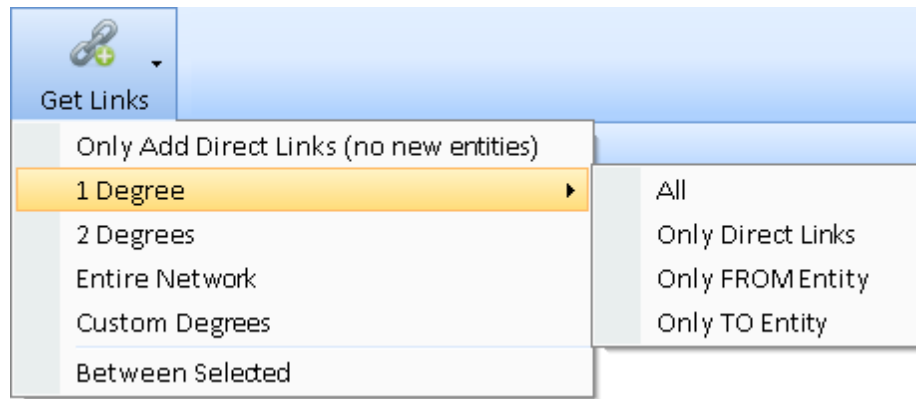 Get Links
Only Add Direct Links (no new entities)
1 Degree
2 Degrees
Entire Network
Custom Degrees
Between Selected
All
Only Direct Links
Only FROM Entity
Only TO Entity